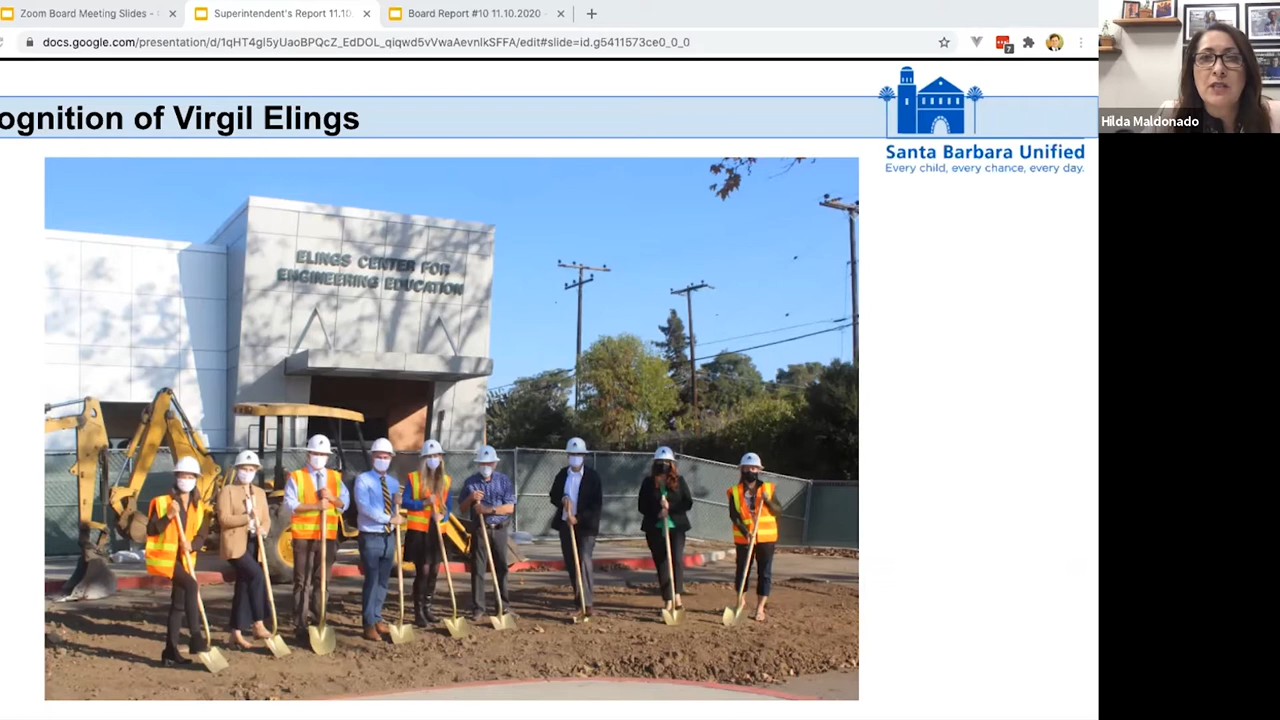 Zoom Board Meeting Slides -
Superintendent's Report 11.10.
Board Report #10 11.10.2020
docs.google.com/presentation/d/1qHT4gl5yUaoBPQcZ_EdDOL_qiqwd5vVwaAevnlkSFFA/edit#slide=id.g5411573ce0_0_0
7
ognition of Virgil Elings
Santa Barbara Unified
Every child, every chance, every day.
Hilda Maldonado
ELINGS CENTER FOR
ENGINEERING EDUCATION